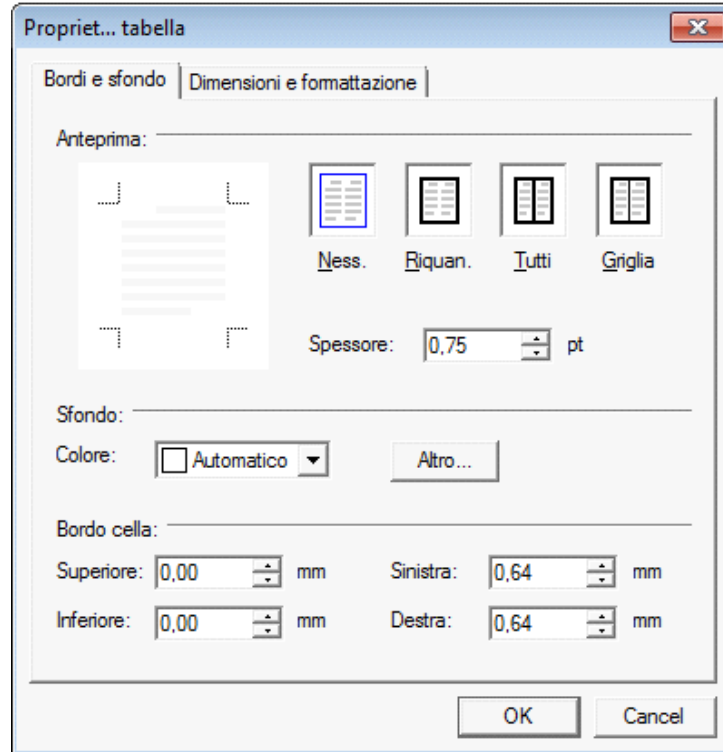 Propriet... tabella
Bordi e sfondo Dimensioni e formattazione
Anteprima:
Ness. Riquan. Tutti Griglia
Spessore: 0,75 pt
Sfondo:
Colore: Automatico Altro...
Bordo cella:
Superiore: 0,00 mm Sinistra: 0,64 mm
Inferiore: 0,00 mm Destra: 0,64 mm
OK Cancel